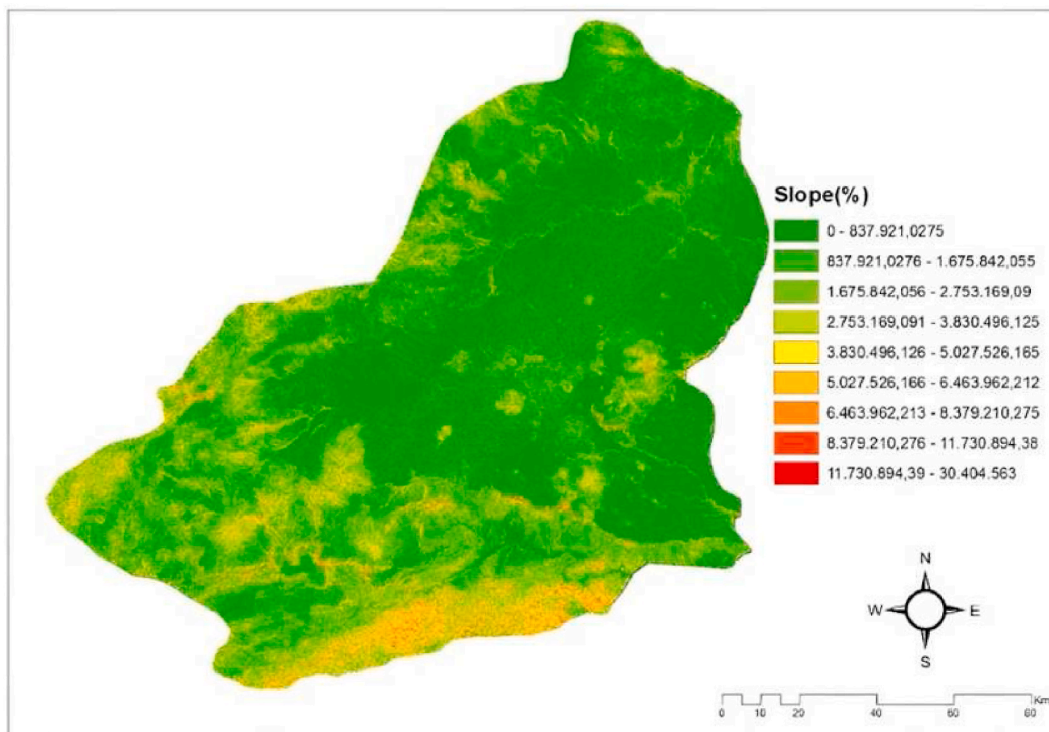 Slope(%)
0 - 837.921,0275
837.921,0276 - 1.675.842,055
1.675.842,056 - 2.753.169,09
2.753.169,091 - 3.830.496,125
3.830.496,126 - 5.027.526,165
5.027.526,166 - 6.463.962,212
6.463.962,213 - 8.379.210,275
8.379.210,276 - 11.730.894,38
11.730.894,39 - 30.404.563
N
W E
S
Km
0 10 20 40 60 80